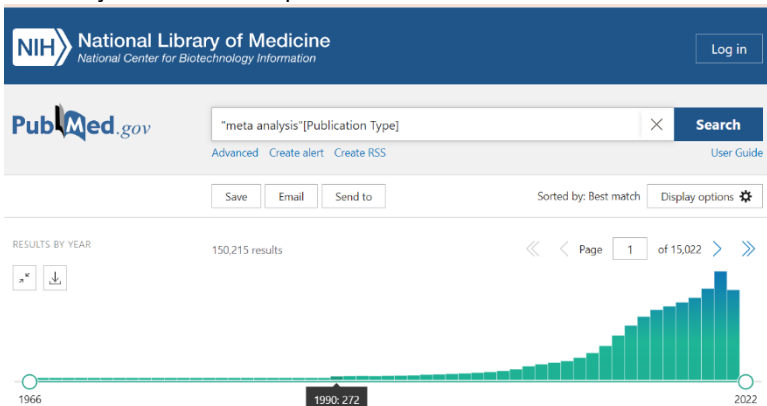 NIH National Library of Medicine
National Center for Biotechnology Information
Log in
PubMed.gov
"meta analysis"[Publication Type]
Search
Advanced Create alert Create RSS
User Guide
Save Email Send to
Sorted by: Best match Display options
RESULTS BY YEAR
150,215 results
Page 1 of 15,022
1966
1990: 272
2022